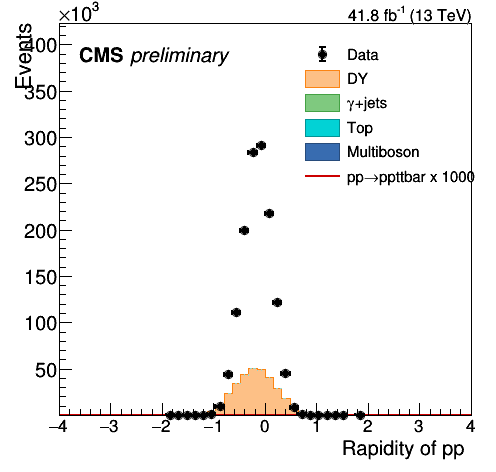 ×10³
41.8 fb⁻¹ (13 TeV)
Events
CMS preliminary
Data
DY
γ+jets
Top
Multiboson
pp→ppttbar x 1000
400
350
300
250
200
150
100
50
−4 −3 −2 −1 0 1 2 3 4
Rapidity of pp